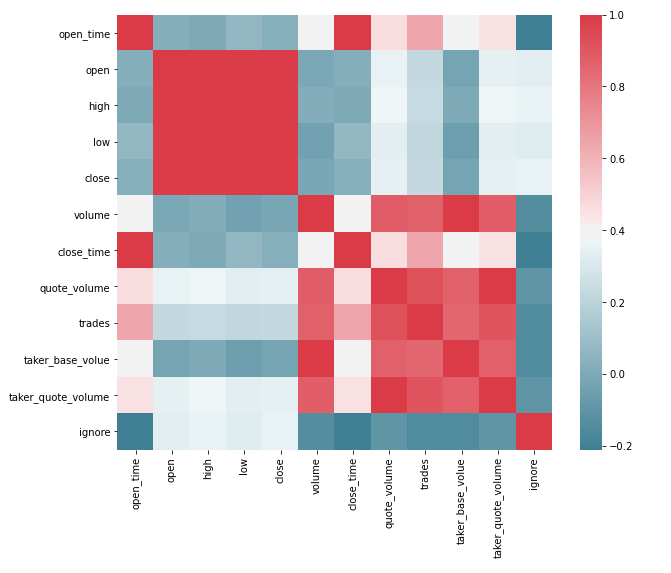 open_time
open
high
low
close
volume
close_time
quote_volume
trades
taker_base_volue
taker_quote_volume
ignore
open_time
open
high
low
close
volume
close_time
quote_volume
trades
taker_base_volue
taker_quote_volume
ignore
1.0
0.8
0.6
0.4
0.2
0.0
−0.2